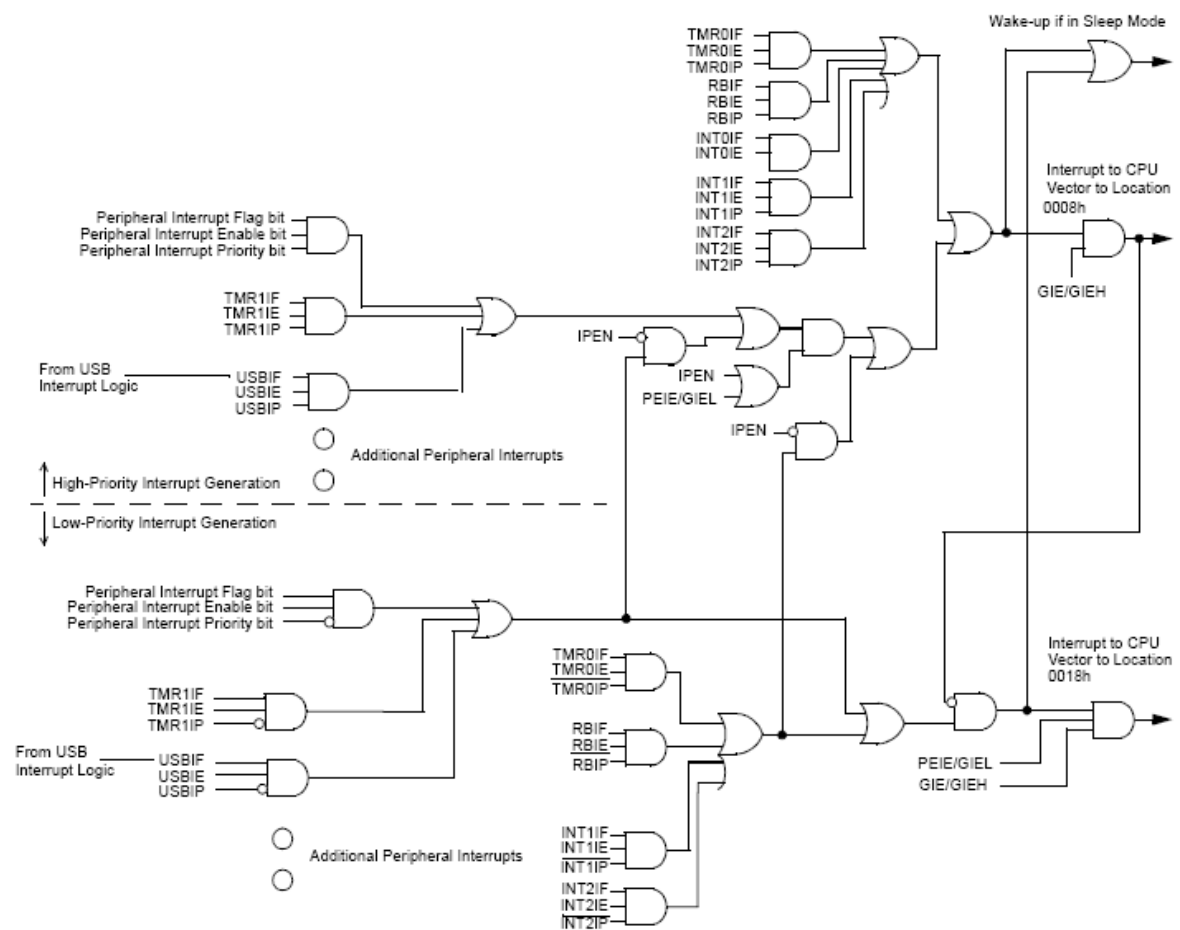 Wake-up if in Sleep Mode
TMR0IF
TMR0IE
TMR0IP
RBIF
RBIE
RBIP
INT0IF
INT0IE
INT1IF
INT1IE
INT1IP
INT2IF
INT2IE
INT2IP
Interrupt to CPU
Vector to Location
0008h
GIE/GIEH
Peripheral Interrupt Flag bit
Peripheral Interrupt Enable bit
Peripheral Interrupt Priority bit
TMR1IF
TMR1IE
TMR1IP
From USB
Interrupt Logic
USBIF
USBIE
USBIP
IPEN
IPEN
PEIE/GIEL
IPEN
Additional Peripheral Interrupts
High-Priority Interrupt Generation
Low-Priority Interrupt Generation
Peripheral Interrupt Flag bit
Peripheral Interrupt Enable bit
Peripheral Interrupt Priority bit
TMR1IF
TMR1IE
TMR1IP
From USB
Interrupt Logic
USBIF
USBIE
USBIP
Additional Peripheral Interrupts
TMR0IF
TMR0IE
TMR0IP
RBIF
RBIE
RBIP
INT1IF
INT1IE
INT1IP
INT2IF
INT2IE
INT2IP
Interrupt to CPU
Vector to Location
0018h
PEIE/GIEL
GIE/GIEH